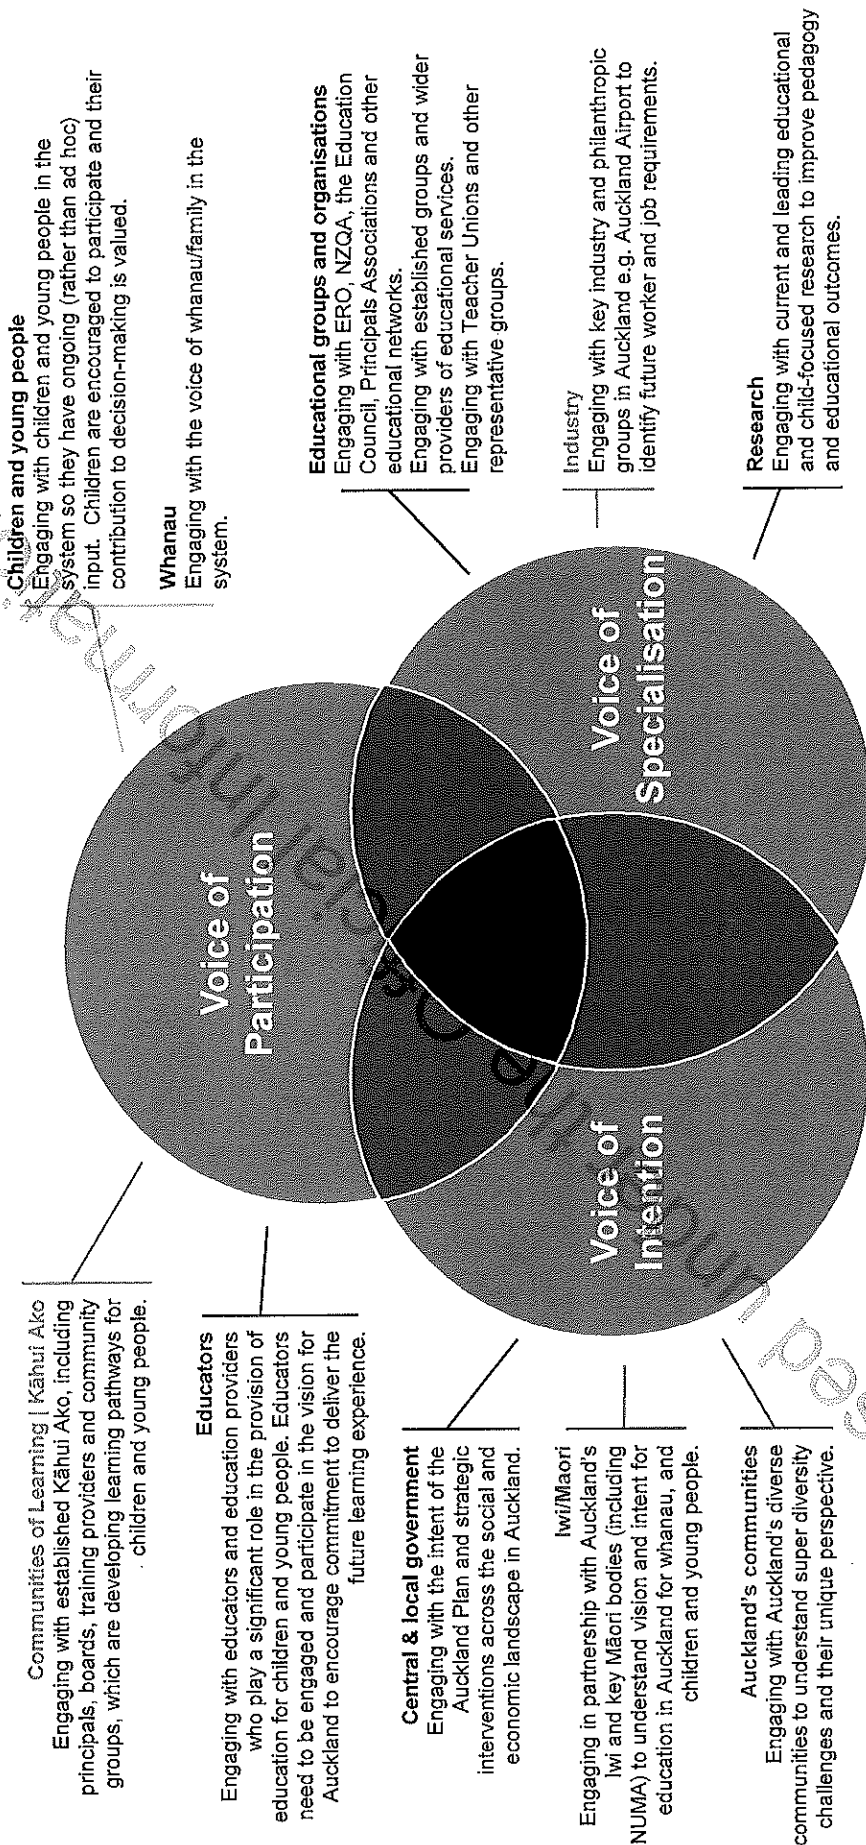 Children and young people
Engaging with children and young people in the
system so they have ongoing (rather than ad hoc)
input. Children are encouraged to participate and their
contribution to decision-making is valued.
Whanau
Engaging with the voice of whanau/family in the
system.
Educational groups and organisations
Engaging with ERO, NZQA, the Education
Council, Principals Associations and other
educational networks.
Engaging with established groups and wider
providers of educational services.
Engaging with Teacher Unions and other
representative groups.
Industry
Engaging with key industry and philanthropic
groups in Auckland e.g. Auckland Airport to
identify future worker and job requirements.
Research
Engaging with current and leading educational
and child-focused research to improve pedagogy
and educational outcomes.
Voice of
Participation
Voice of
Specialisation
Voice of
Intention
Communities of Learning | Kāhui Ako
Engaging with established Kāhui Ako, including
principals, boards, training providers and community
groups, which are developing learning pathways for
children and young people.
Educators
Engaging with educators and education providers
who play a significant role in the provision of
education for children and young people. Educators
need to be engaged and participate in the vision for
Auckland to encourage commitment to deliver the
future learning experience.
Central & local government
Engaging with the intent of the
Auckland Plan and strategic
interventions across the social and
economic landscape in Auckland.
Iwi/Maori
Engaging in partnership with Auckland's
Iwi and key Māori bodies (including
NUMA) to understand vision and intent for
education in Auckland for whanau, and
children and young people.
Auckland's communities
Engaging with Auckland's diverse
communities to understand super diversity
challenges and their unique perspective.